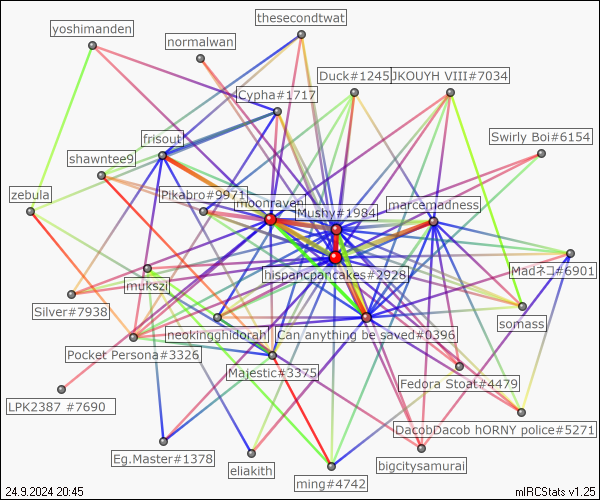 thesecondtwat
yoshimanden
normalwan
Duck#1245
JKOUYH VIII#7034
Cypha#1717
Swirly Boi#6154
frisout
shawntee9
zebula
Pikabro#9971
moonraven
marcemadness
Mushy#1984
hispancpancakes#2928
Madネコ#6901
mukszi
Silver#7938
somass
neokingghidorah
Can anything be saved#0396
Pocket Persona#3326
Majestic#3375
Fedora Stoat#4479
LPK2387 #7690
DacobDacob hORNY police#5271
Eg.Master#1378
bigcitysamurai
eliakith
ming#4742
24.9.2024 20:45
mIRCStats v1.25